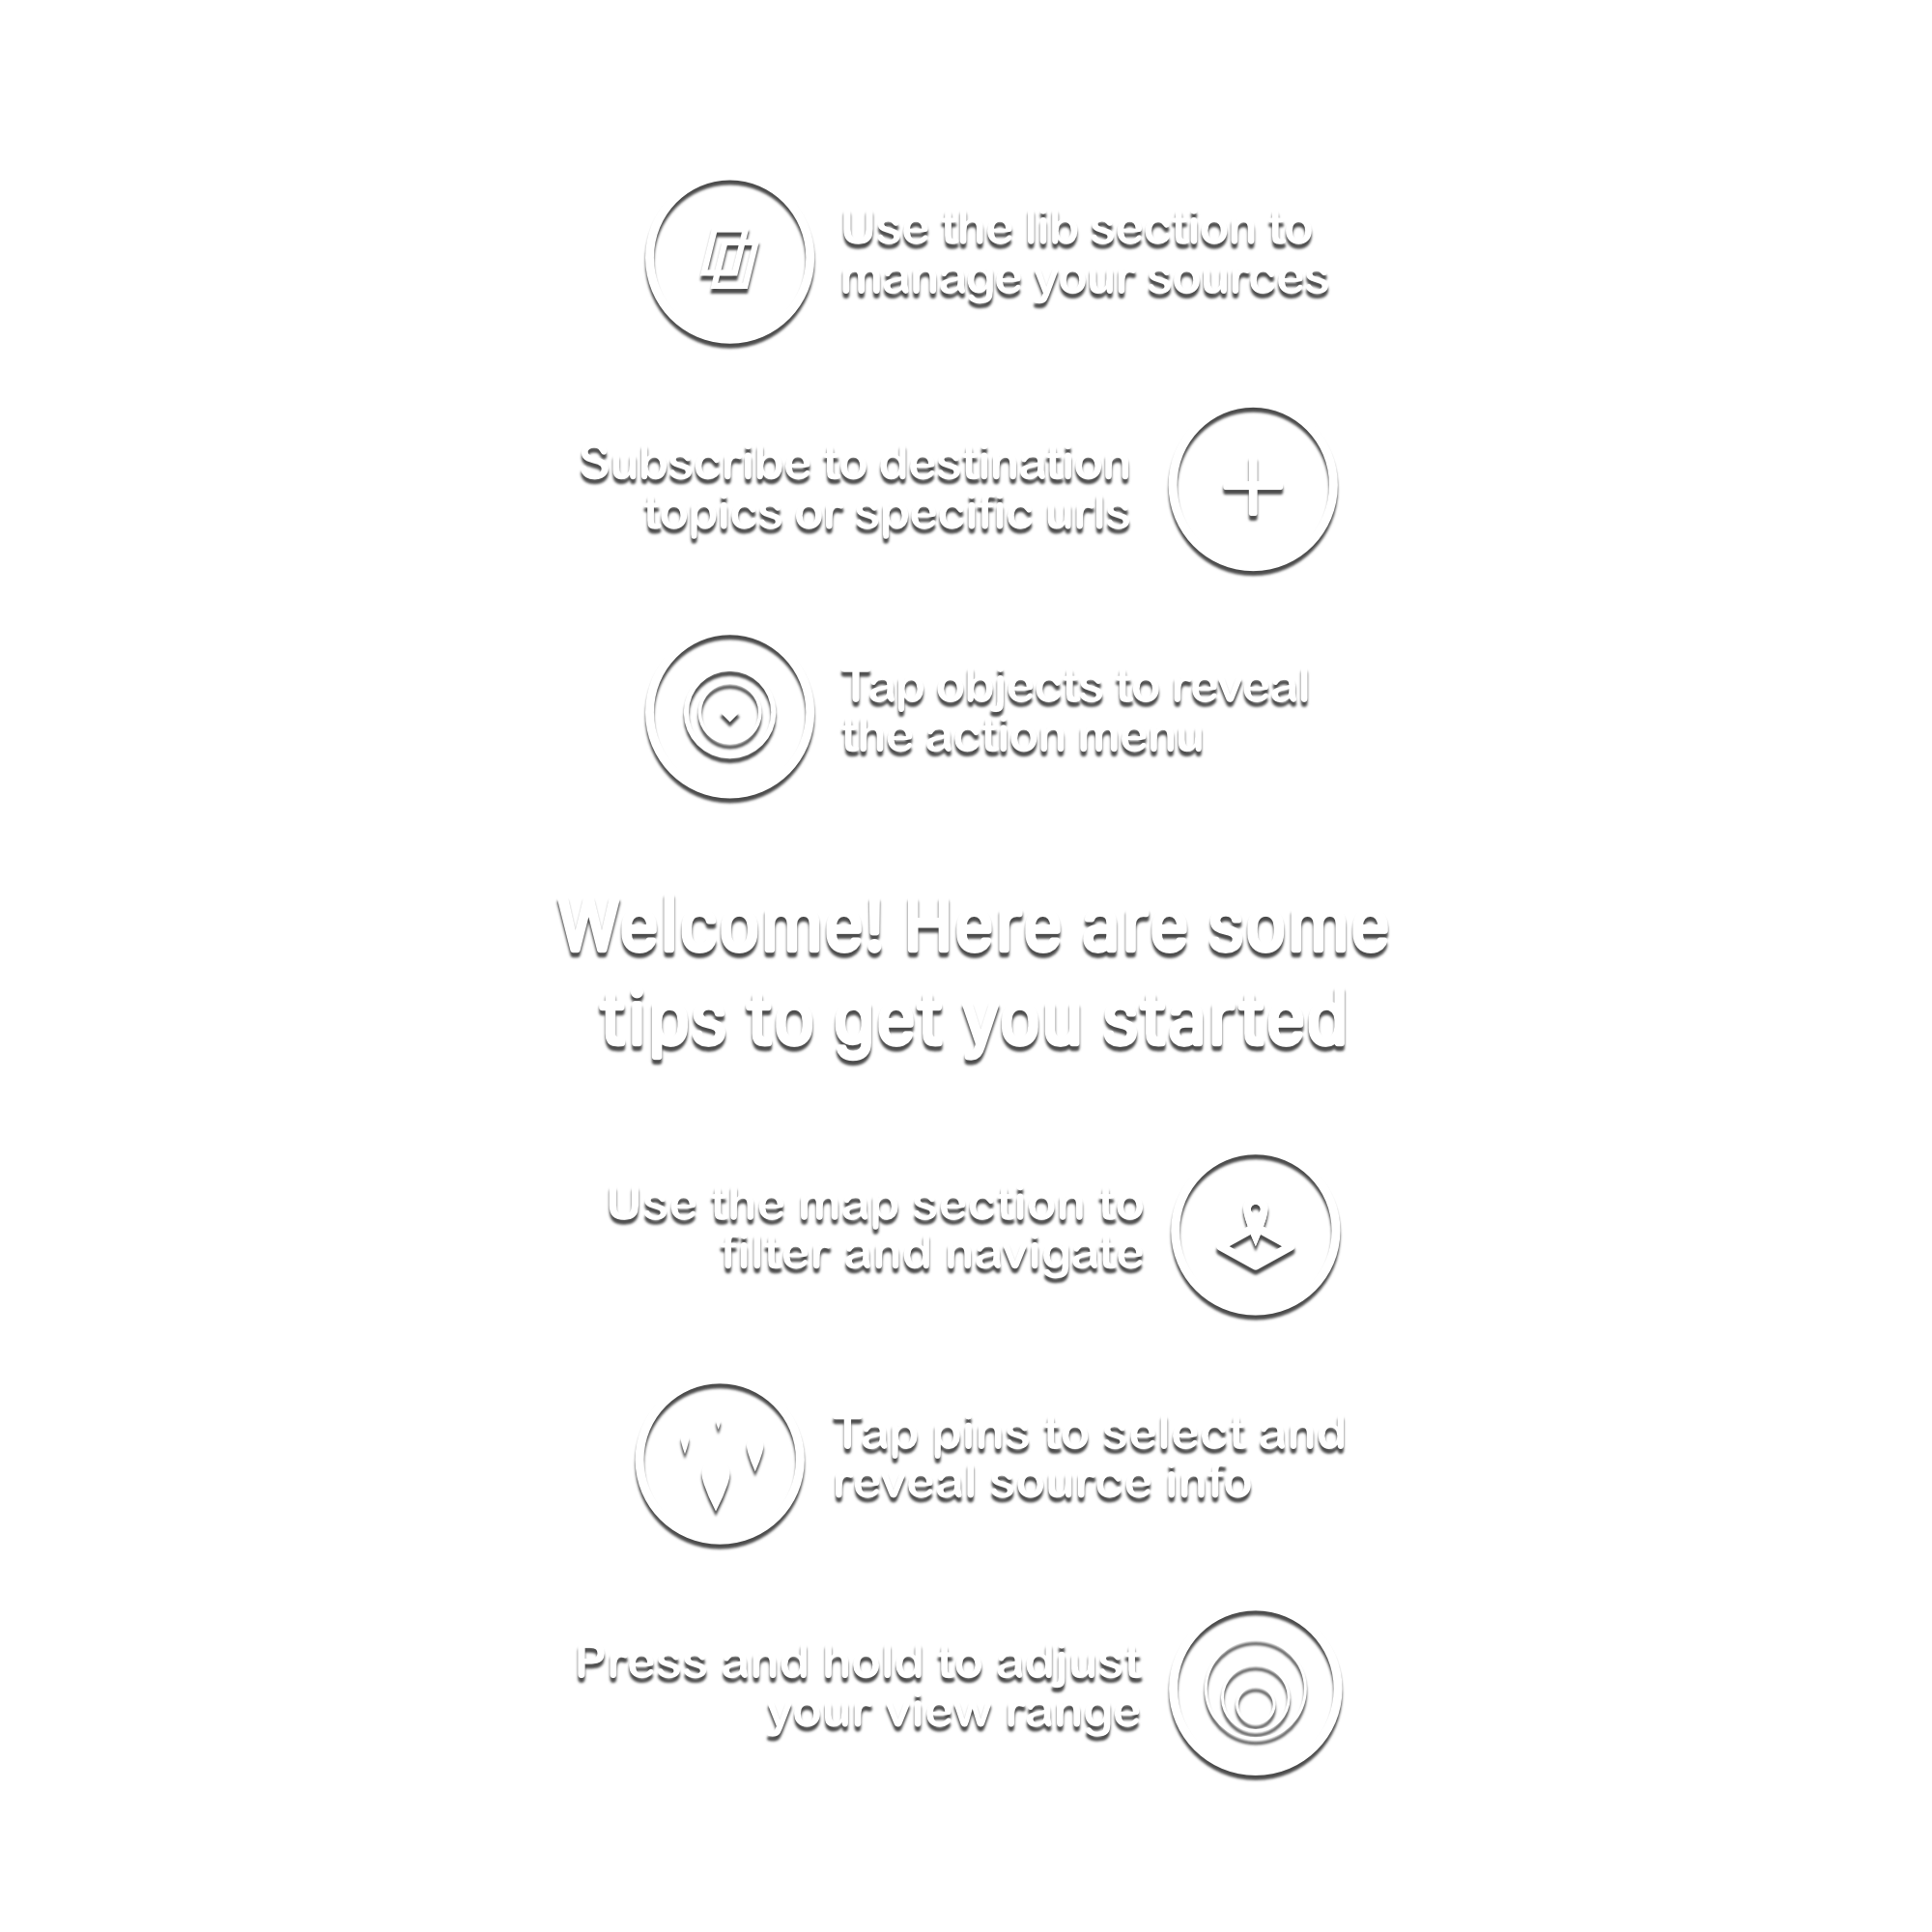 Use the lib section to
manage your sources
Subscribe to destination
topics or specific urls
Tap objects to reveal
the action menu
Welcome! Here are some
tips to get you started
Use the map section to
filter and navigate
Tap pins to select and
reveal source info
Press and hold to adjust
your view range